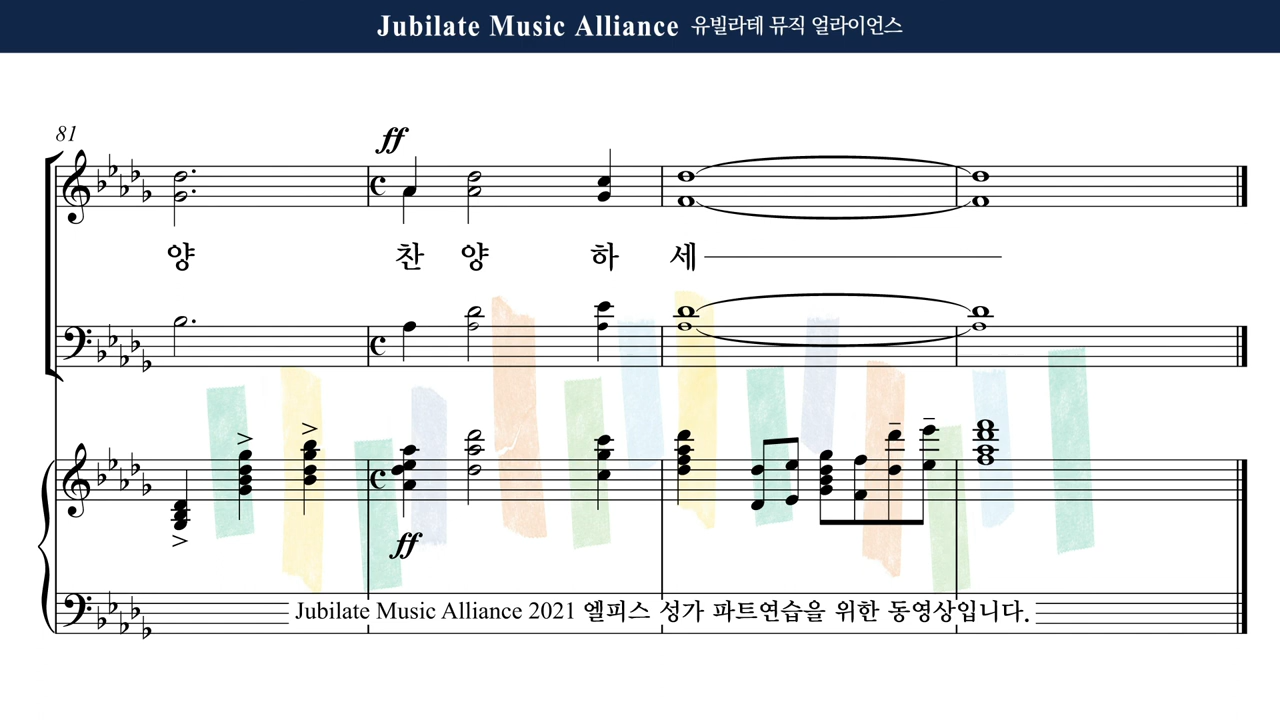 Jubilate Music Alliance 유빌라테 뮤직 얼라이언스
81
ff
양 찬 양 하 세
ff
Jubilate Music Alliance 2021 엘피스 성가 파트연습을 위한 동영상입니다.